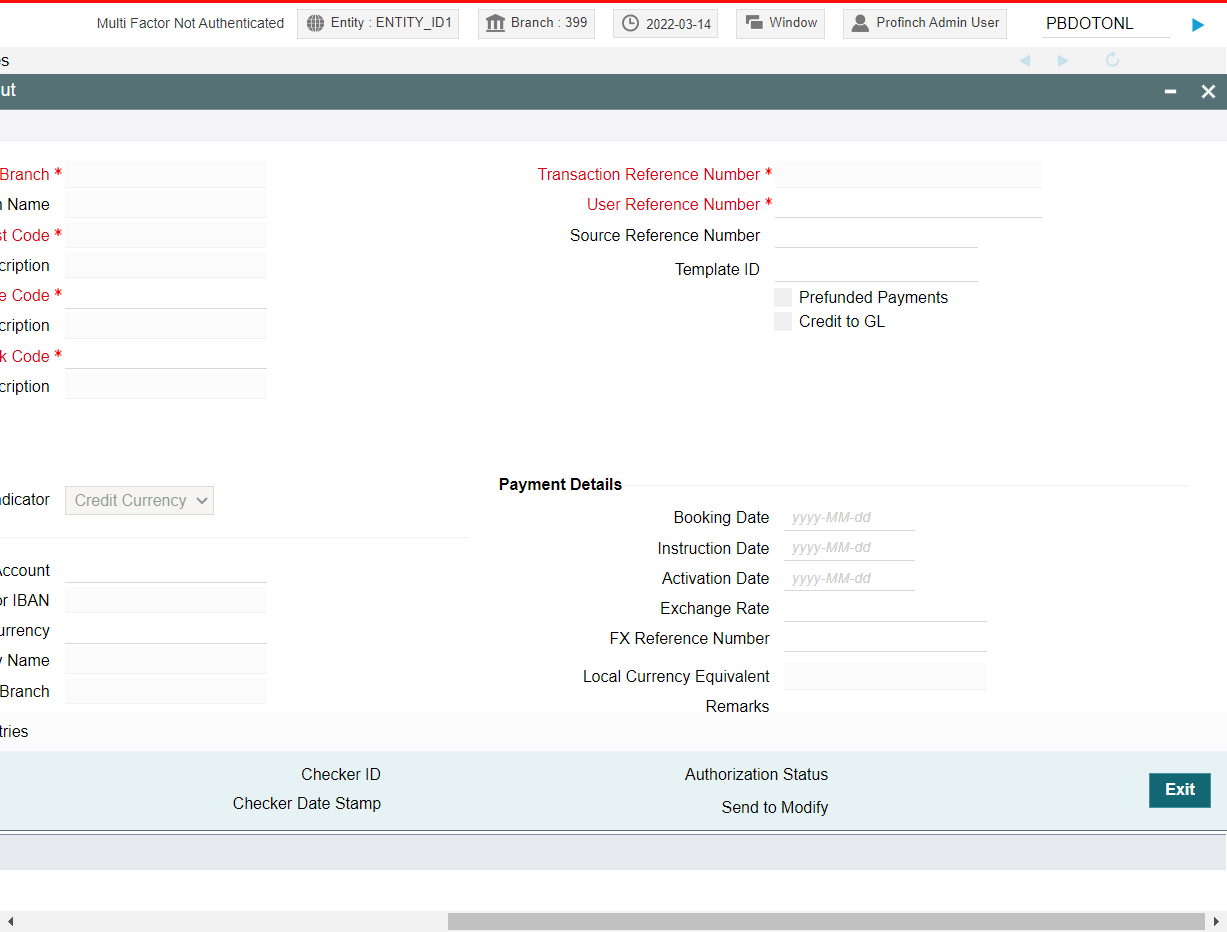 Multi Factor Not Authenticated Entity : ENTITY_ID1 Branch : 399 2022-03-14 Window Profinch Admin User PBDOTONL
s
ut
Branch * Transaction Reference Number *
Name User Reference Number *
st Code * Source Reference Number
cription Template ID
e Code * Prefunded Payments
cription Credit to GL
k Code *
cription
dicator Credit Currency
Payment Details
Booking Date yyyy-MM-dd
Instruction Date yyyy-MM-dd
Account Activation Date yyyy-MM-dd
or IBAN Exchange Rate
urrency FX Reference Number
y Name Local Currency Equivalent
Branch Remarks
tries
Checker ID Authorization Status
Checker Date Stamp Send to Modify
Exit